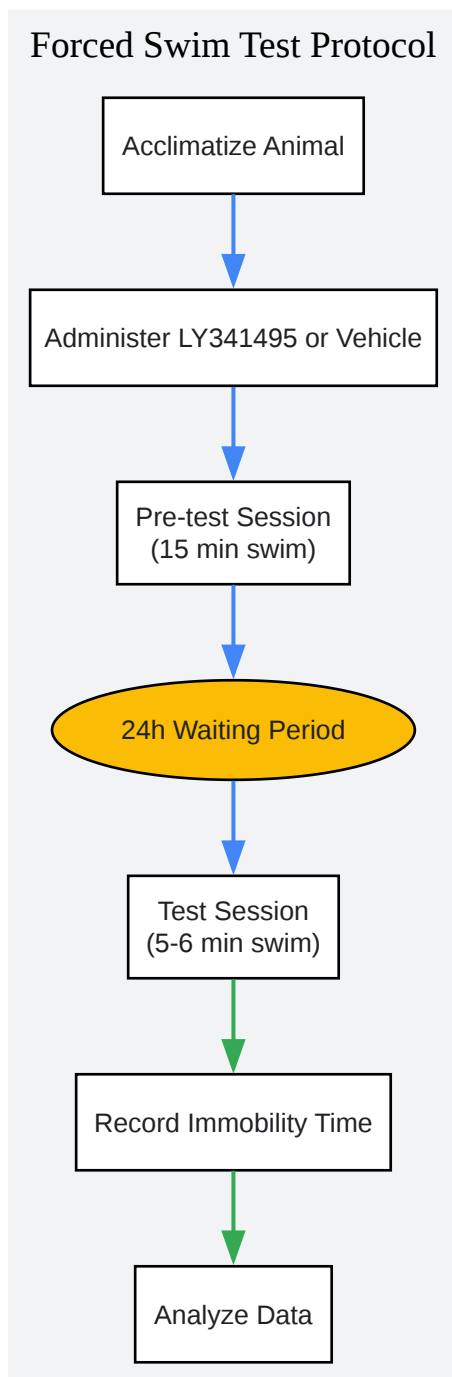 Forced Swim Test Protocol
Acclimatize Animal
Administer LY341495 or Vehicle
Pre-test Session
(15 min swim)
24h Waiting Period
Test Session
(5-6 min swim)
Record Immobility Time
Analyze Data